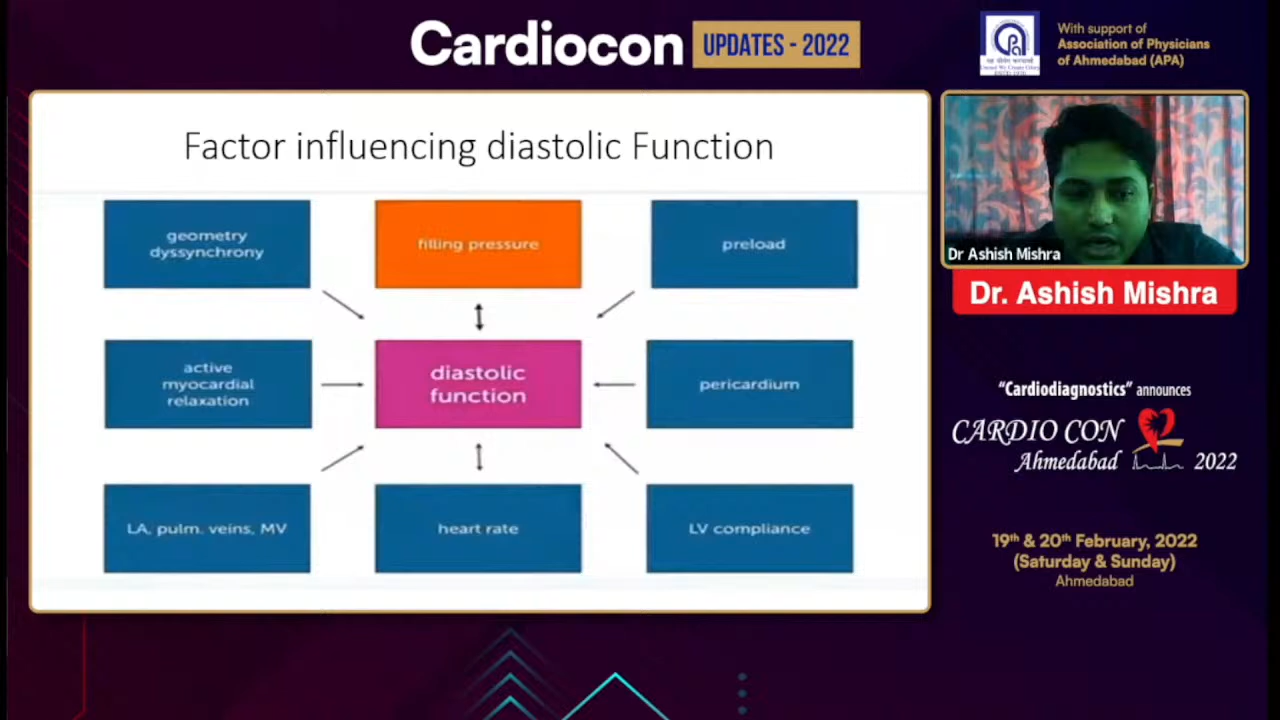 Cardiocon
UPDATES - 2022
With support of
Association of Physicians
of Ahmedabad (APA)
Factor influencing diastolic Function
geometry
dyssynchrony
filling pressure
preload
active
myocardial
relaxation
diastolic
function
pericardium
LA, pulm. veins, MV
heart rate
LV compliance
Dr Ashish Mishra
Dr. Ashish Mishra
“Cardiodiagnostics” announces
CARDIO CON
Ahmedabad 2022
19th & 20th February, 2022
(Saturday & Sunday)
Ahmedabad